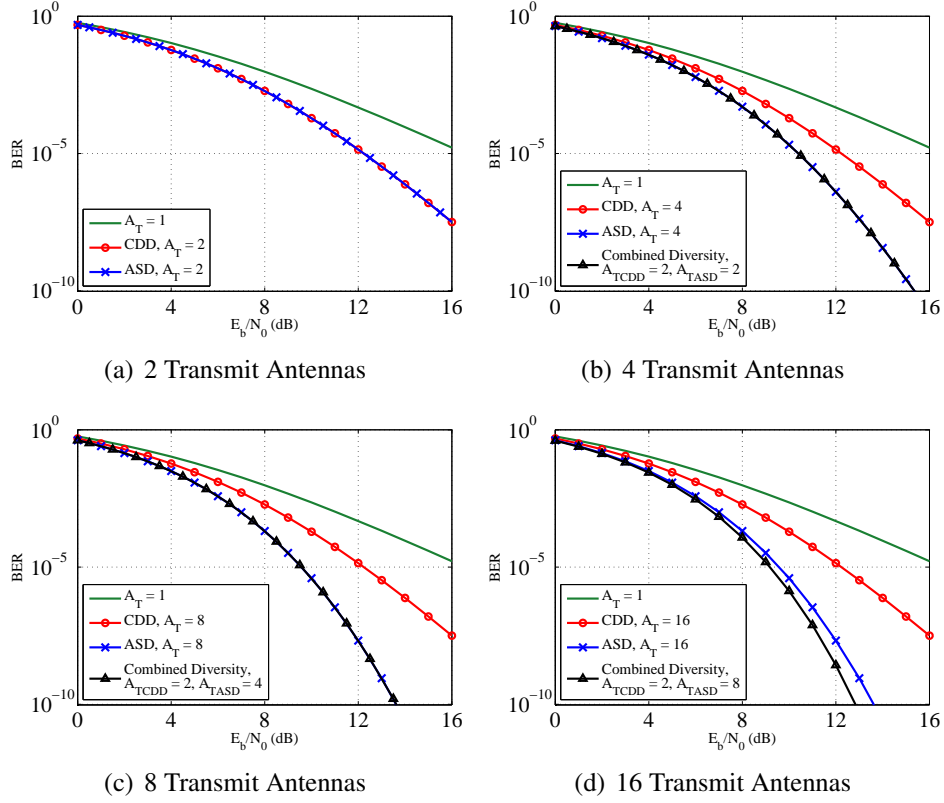 10^0
10^-5
10^-10
BER
0 4 8 12 16
E_b/N_0 (dB)
A_T = 1
CDD, A_T = 2
ASD, A_T = 2
(a) 2 Transmit Antennas
10^0
10^-5
10^-10
BER
0 4 8 12 16
E_b/N_0 (dB)
A_T = 1
CDD, A_T = 4
ASD, A_T = 4
Combined Diversity,
A_TCDD = 2, A_TASD = 2
(b) 4 Transmit Antennas
10^0
10^-5
10^-10
BER
0 4 8 12 16
E_b/N_0 (dB)
A_T = 1
CDD, A_T = 8
ASD, A_T = 8
Combined Diversity,
A_TCDD = 2, A_TASD = 4
(c) 8 Transmit Antennas
10^0
10^-5
10^-10
BER
0 4 8 12 16
E_b/N_0 (dB)
A_T = 1
CDD, A_T = 16
ASD, A_T = 16
Combined Diversity,
A_TCDD = 2, A_TASD = 8
(d) 16 Transmit Antennas